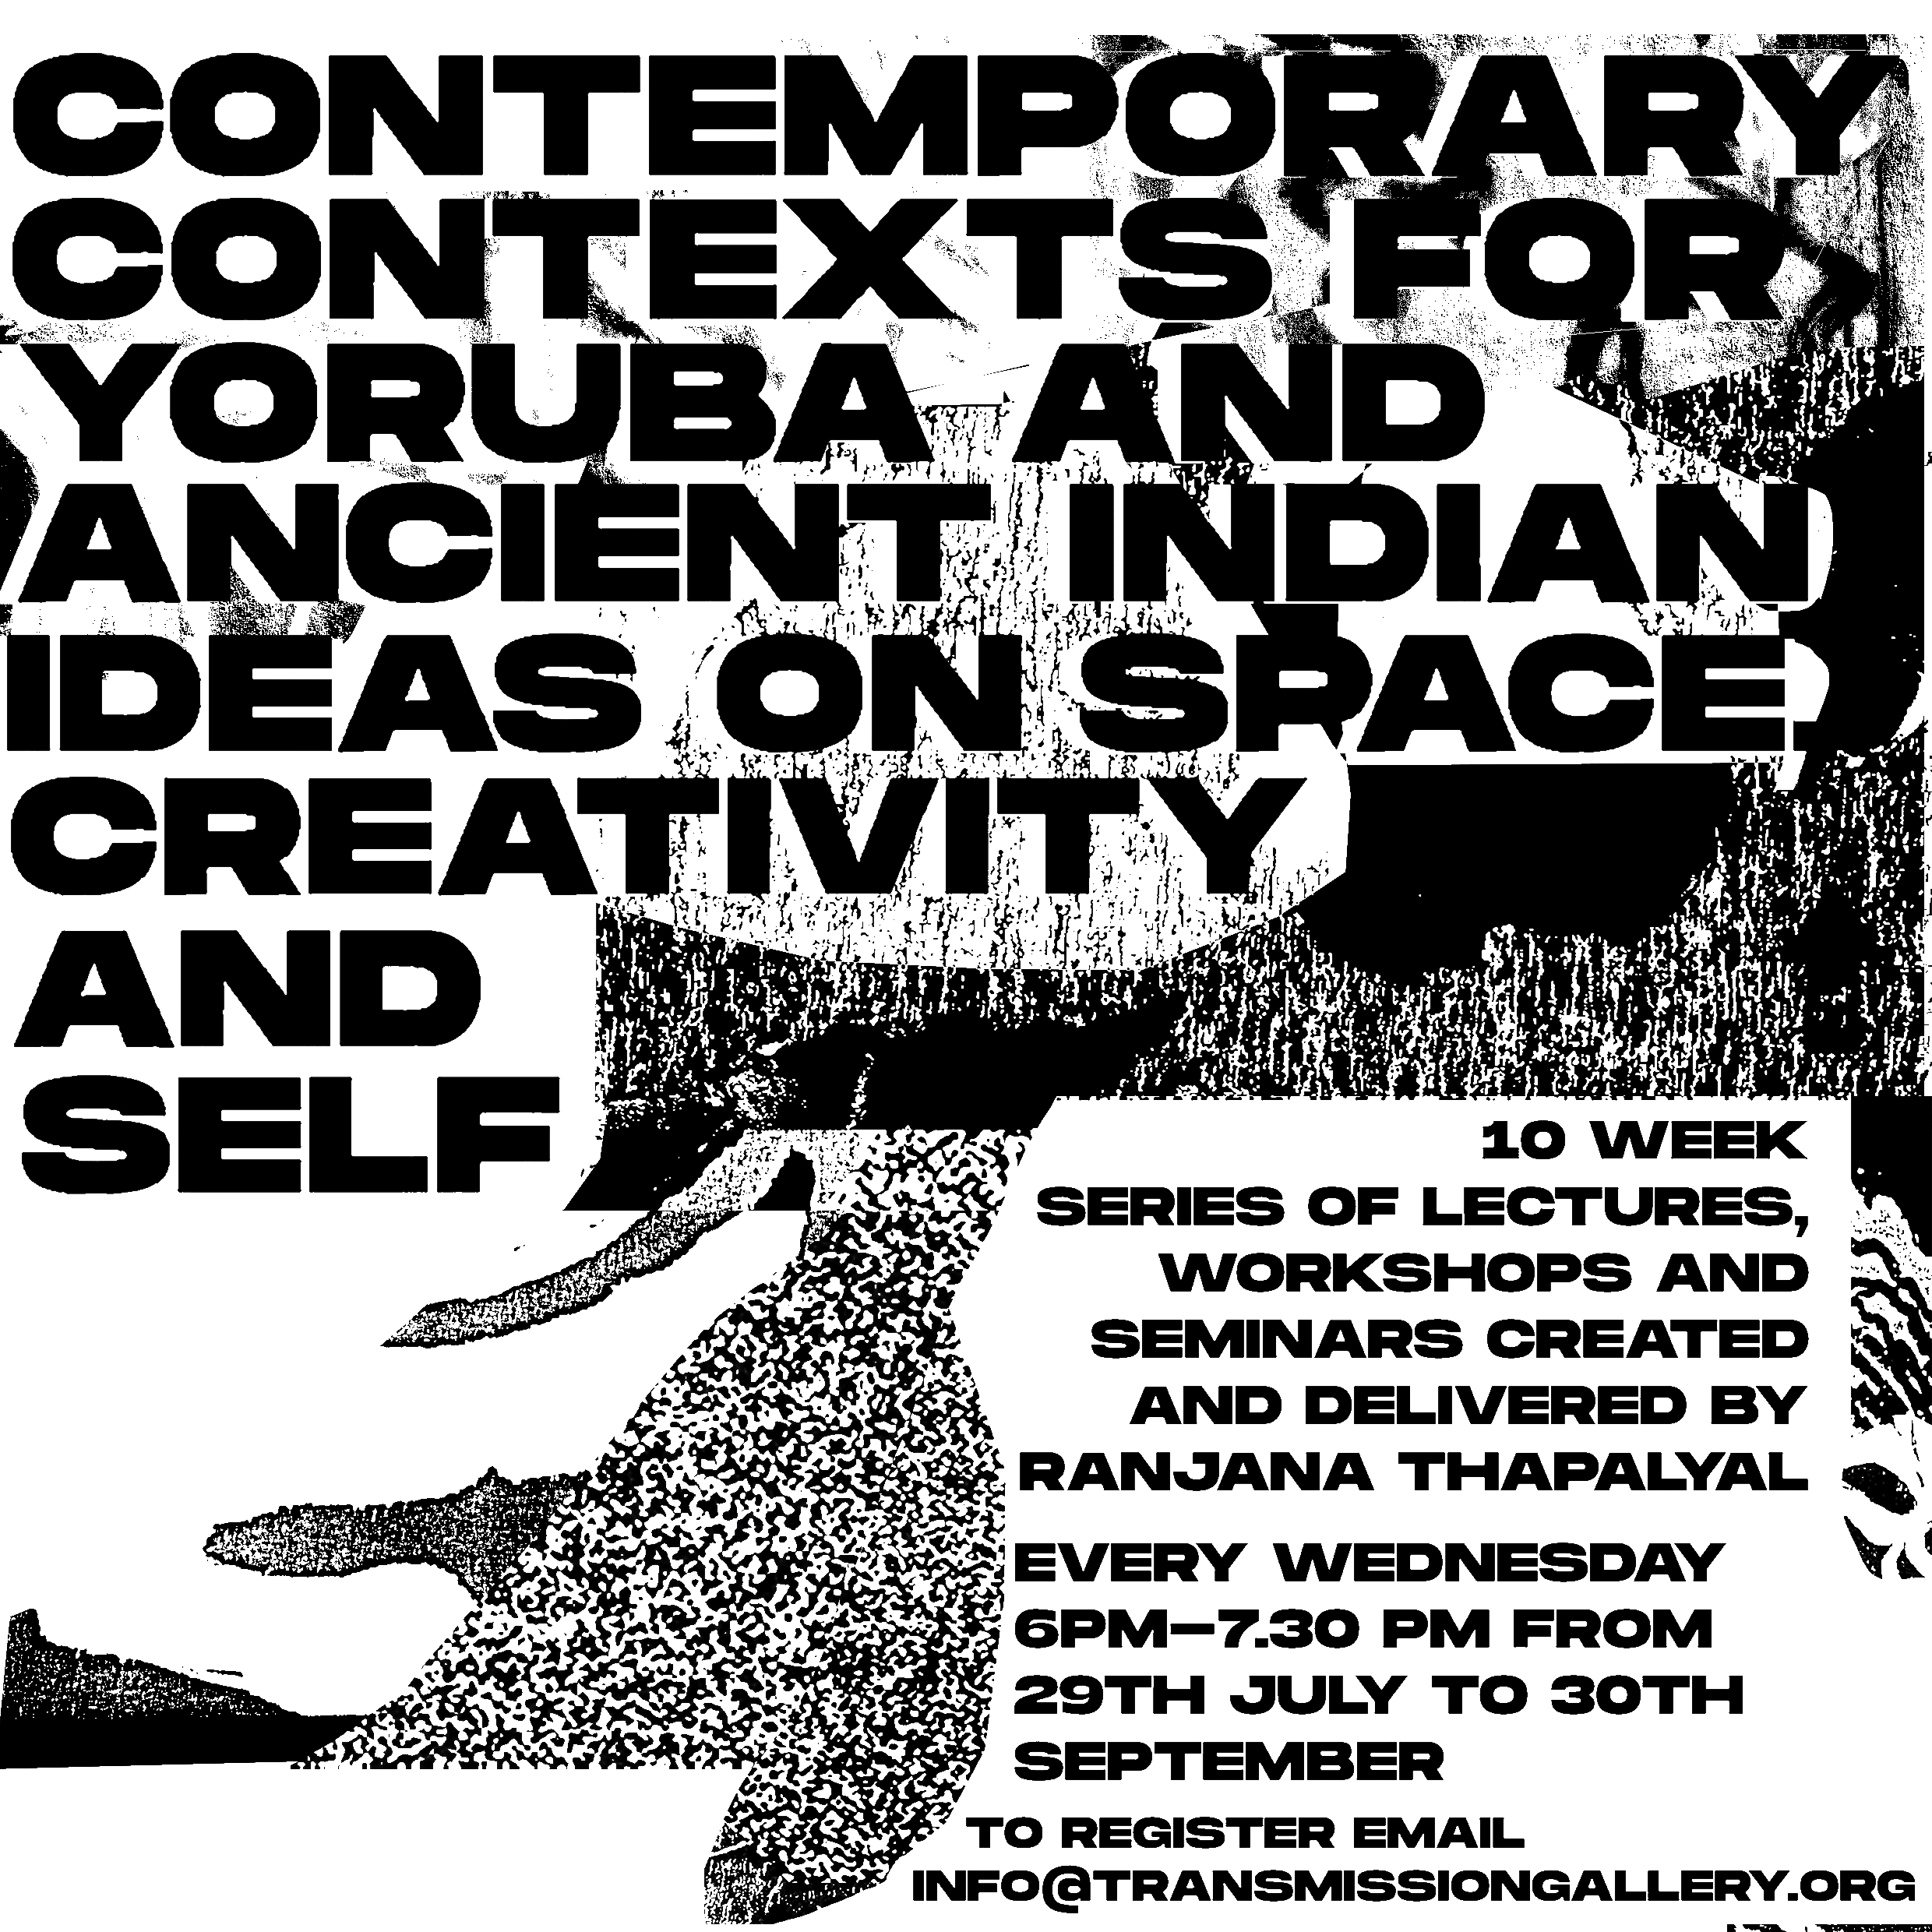 CONTEMPORARY
CONTEXTS FOR
YORUBA AND
ANCIENT INDIAN
IDEAS ON SPACE,
CREATIVITY
AND
SELF
10 WEEK
SERIES OF LECTURES,
WORKSHOPS AND
SEMINARS CREATED
AND DELIVERED BY
RANJANA THAPALYAL
EVERY WEDNESDAY
6PM–7.30 PM FROM
29TH JULY TO 30TH
SEPTEMBER
TO REGISTER EMAIL
INFO@TRANSMISSIONGALLERY.ORG